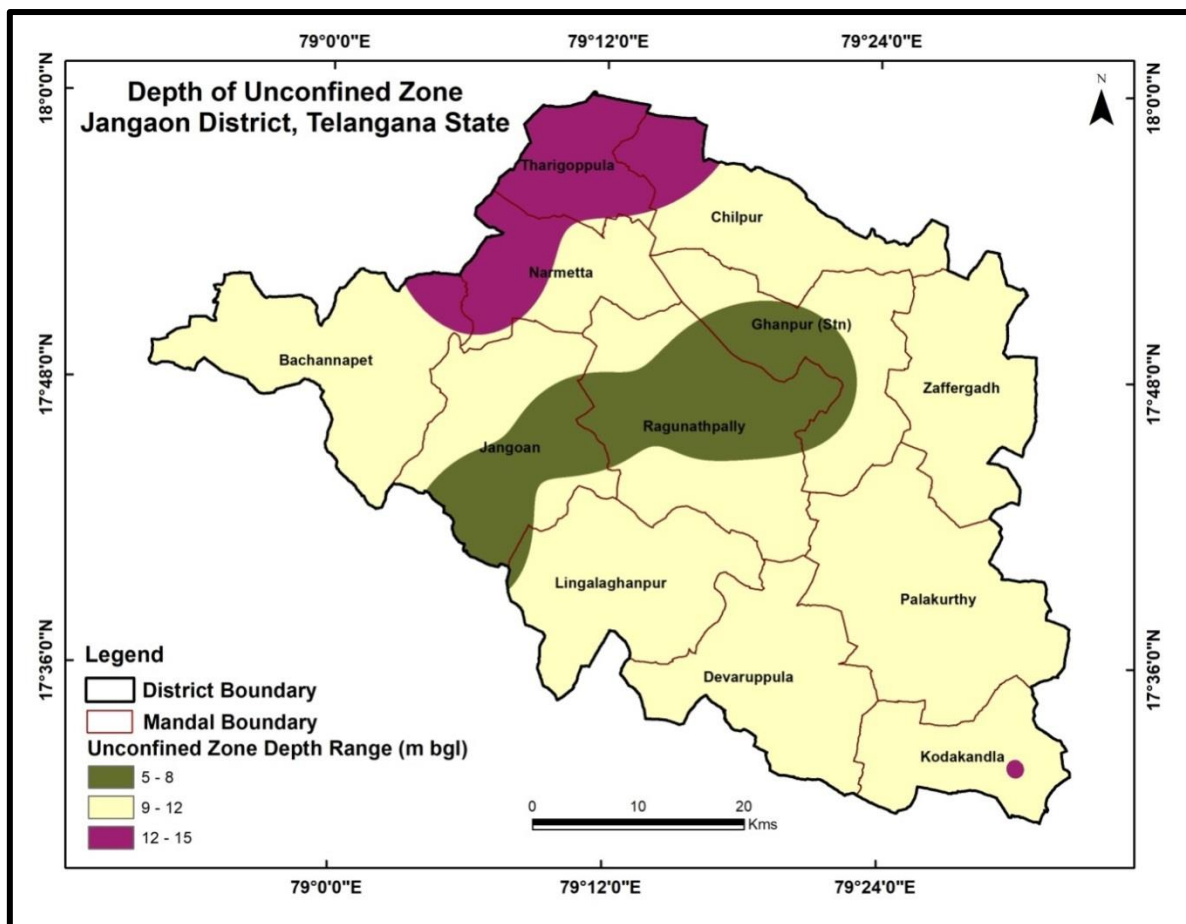 79°0'0"E
79°12'0"E
79°24'0"E
18°0'0"N
18°0'0"N
Depth of Unconfined Zone
Jangaon District, Telangana State
N
Tharigoppula
Chilpur
Narmetta
Ghanpur (Stn)
Bachannapet
17°48'0"N
17°48'0"N
Zaffergadh
Ragunathpally
Jangoan
Lingalaghanpur
Palakurthy
17°36'0"N
17°36'0"N
Devaruppula
Kodakandla
Legend
District Boundary
Mandal Boundary
Unconfined Zone Depth Range (m bgl)
5 - 8
9 - 12
12 - 15
0 10 20
Kms
79°0'0"E
79°12'0"E
79°24'0"E